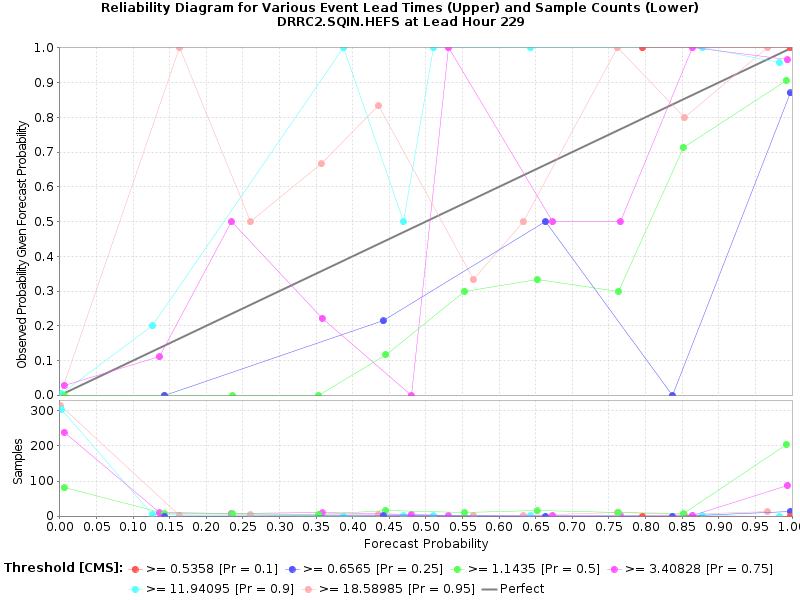 Reliability Diagram for Various Event Lead Times (Upper) and Sample Counts (Lower)
DRRC2.SQIN.HEFS at Lead Hour 229
Observed Probability Given Forecast Probability
1.0
0.9
0.8
0.7
0.6
0.5
0.4
0.3
0.2
0.1
0.0
Samples
300
200
100
0
0.00 0.05 0.10 0.15 0.20 0.25 0.30 0.35 0.40 0.45 0.50 0.55 0.60 0.65 0.70 0.75 0.80 0.85 0.90 0.95 1.0
Forecast Probability
Threshold [CMS]: >= 0.5358 [Pr = 0.1] >= 0.6565 [Pr = 0.25] >= 1.1435 [Pr = 0.5] >= 3.40828 [Pr = 0.75]
>= 11.94095 [Pr = 0.9] >= 18.58985 [Pr = 0.95] Perfect